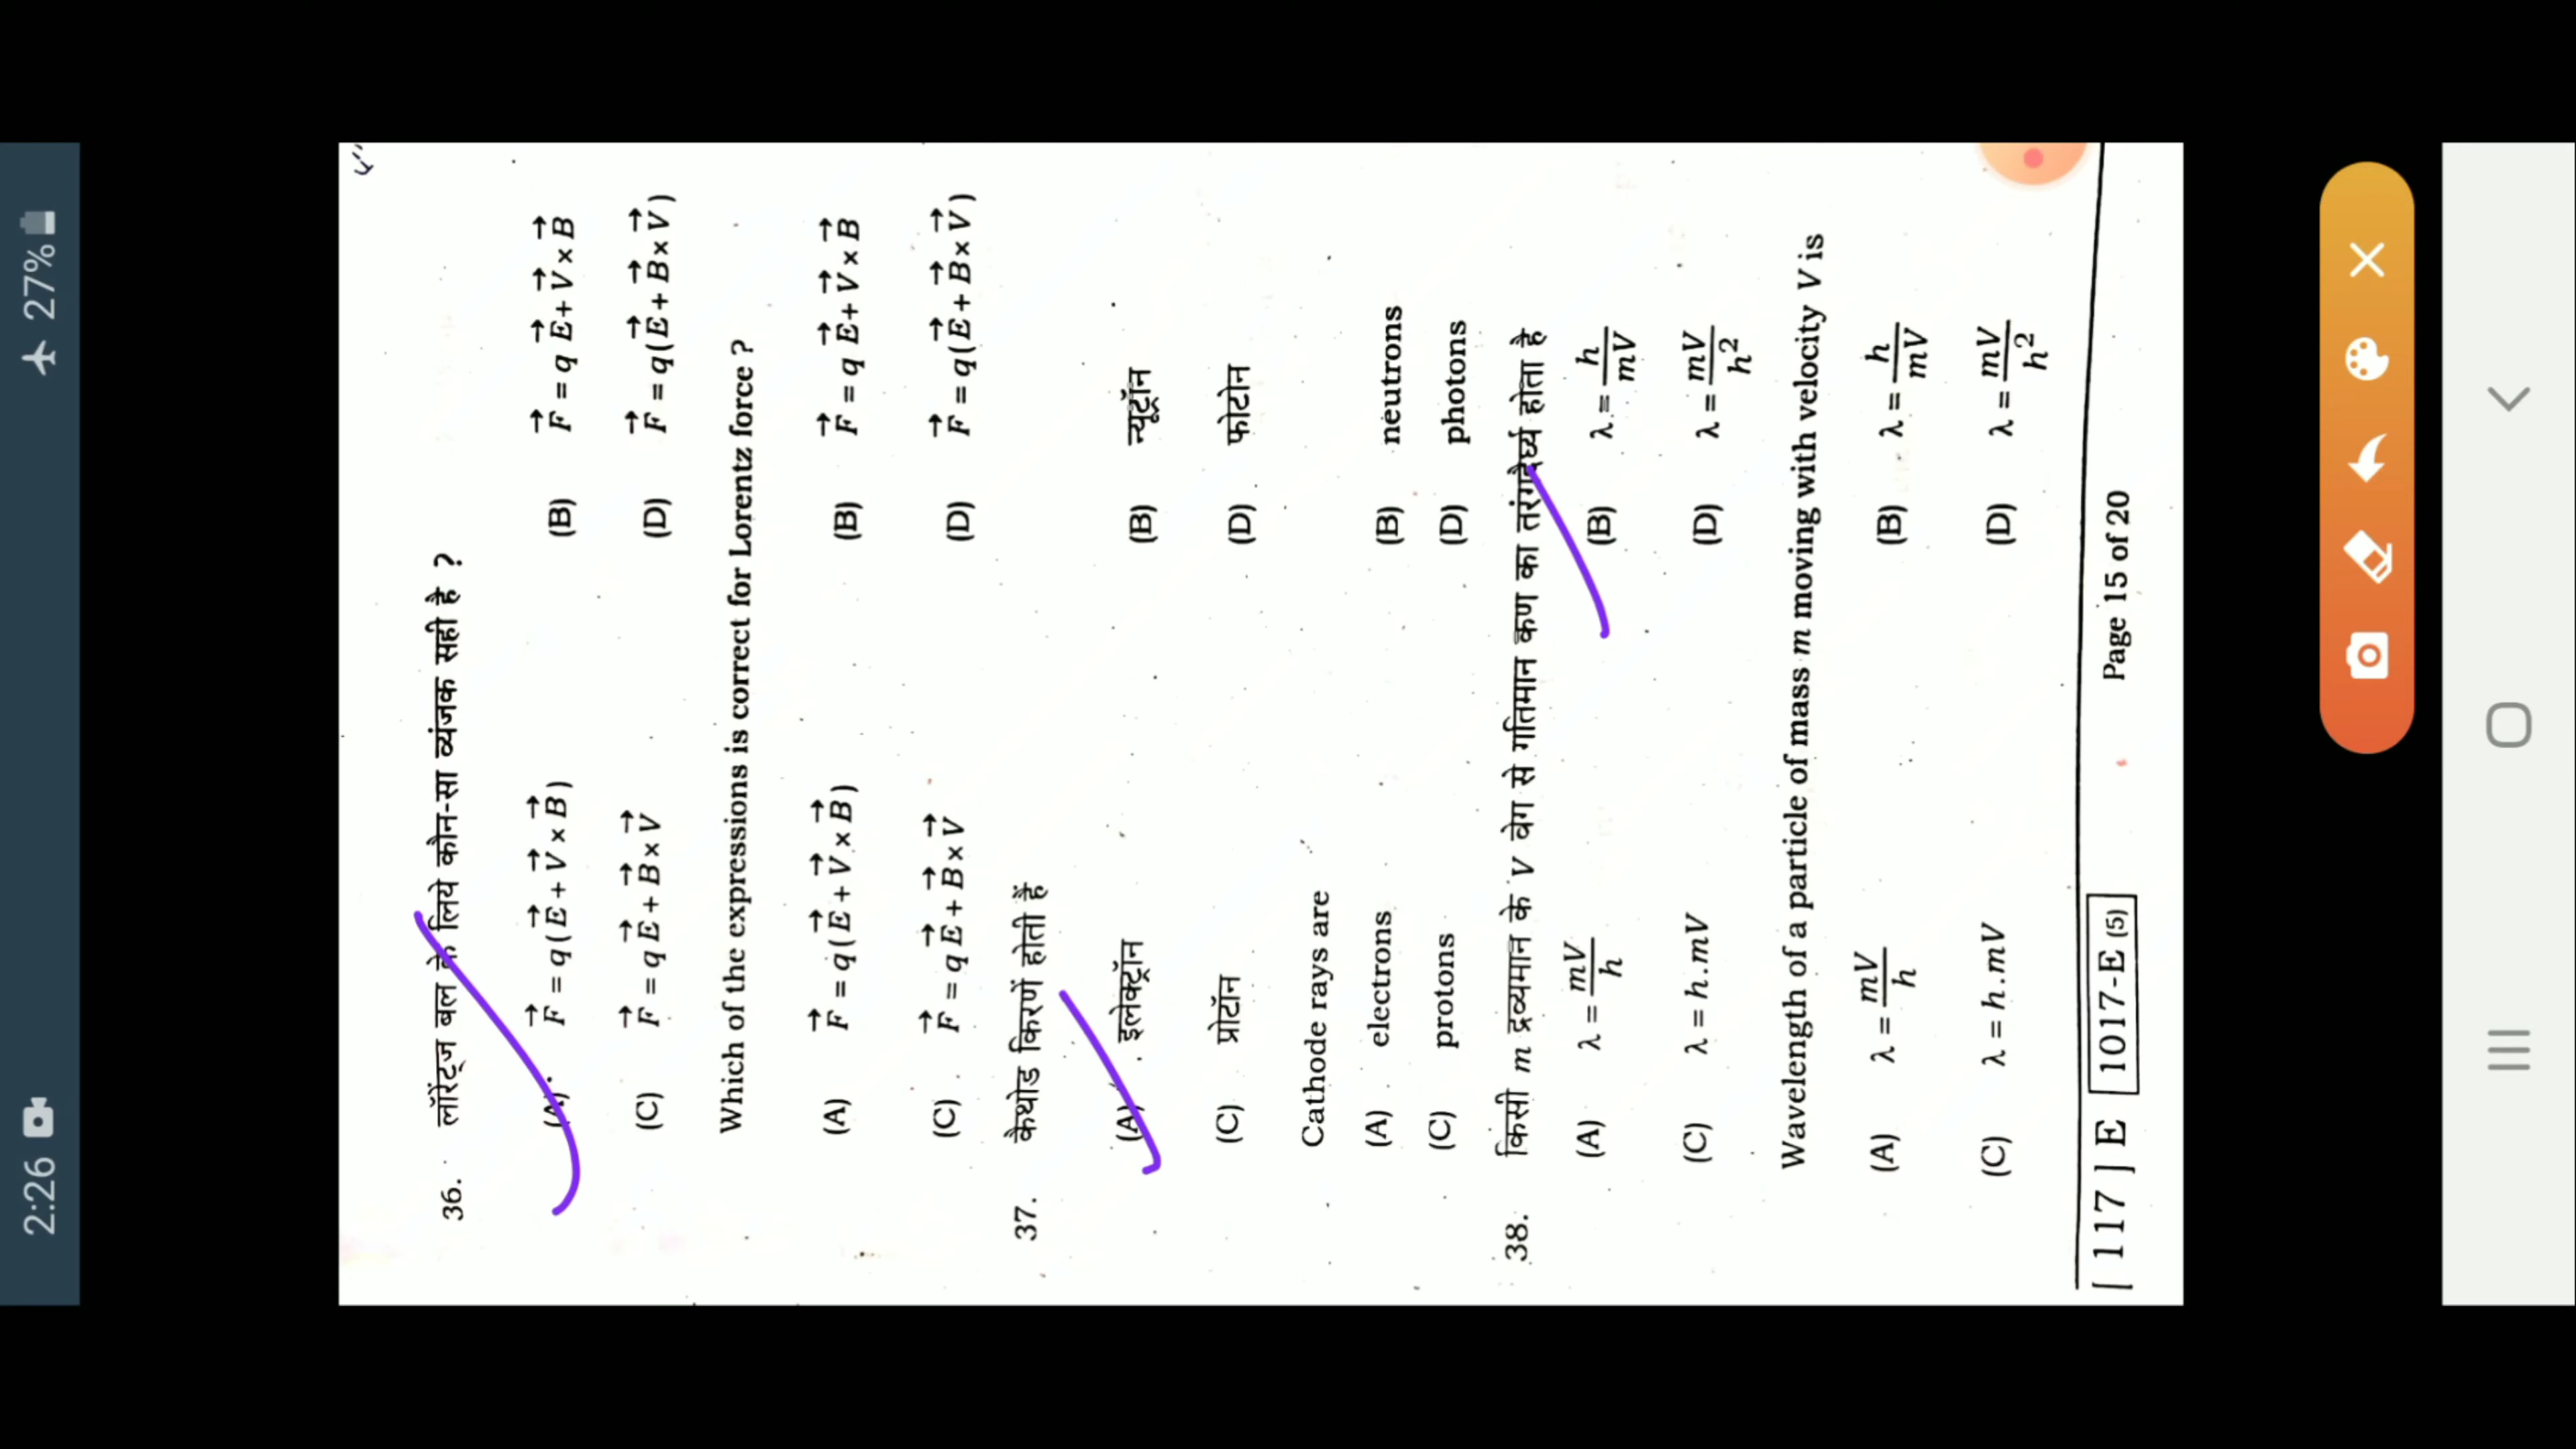 2:26
27%
36. लॉरेंट्ज बल के लिये कौन-सा व्यंजक सही है ?
(A) F→ = q(E→ + V→ × B→)
(B) F→ = q E→ + V→ × B→
(C) F→ = q E→ + B→ × V→
(D) F→ = q(E→ + B→ × V→)
Which of the expressions is correct for Lorentz force ?
(A) F→ = q(E→ + V→ × B→)
(B) F→ = q E→ + V→ × B→
(C) F→ = q E→ + B→ × V→
(D) F→ = q(E→ + B→ × V→)
37. कैथोड किरणें होती हैं
(A) इलेक्ट्रॉन (B) न्यूट्रॉन
(C) प्रोटॉन (D) फोटोन
Cathode rays are
(A) electrons (B) neutrons
(C) protons (D) photons
38. किसी m द्रव्यमान के V वेग से गतिमान कण का तरंगदैर्ध्य होता है
(A) λ = mV/h (B) λ = h/mV
(C) λ = h.mV (D) λ = mV/h²
Wavelength of a particle of mass m moving with velocity V is
(A) λ = mV/h (B) λ = h/mV
(C) λ = h.mV (D) λ = mV/h²
[ 117 ] E 1017-E (5) Page 15 of 20